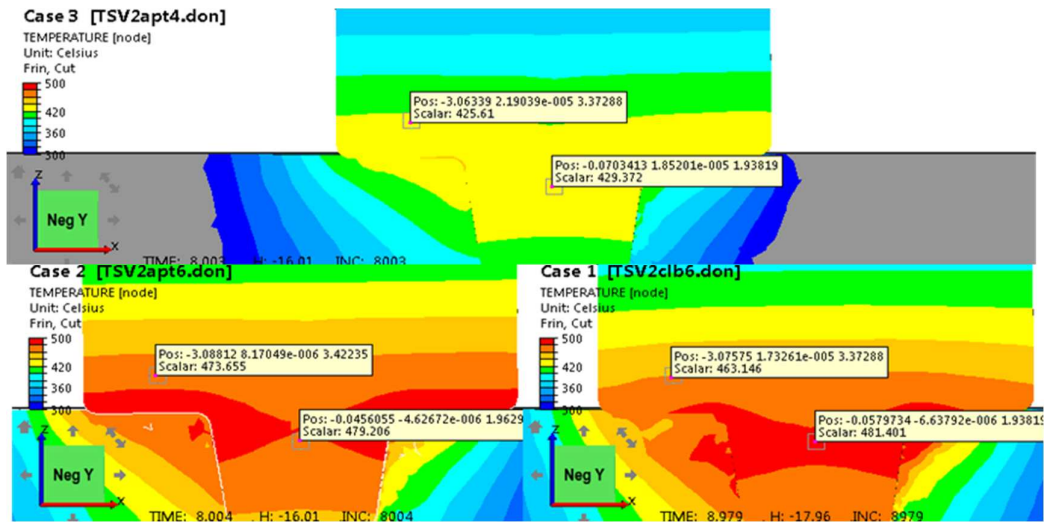 Case 3 [TSV2apt4.don]
TEMPERATURE [node]
Unit: Celsius
Frin, Cut
500
420
360
300
Pos: -3.06339 2.19039e-005 3.37288
Scalar: 425.61
Pos: -0.0703413 1.85201e-005 1.93819
Scalar: 429.372
Z
Neg Y
X
TIME: 8.003 H: -16.01 INC: 8003
Case 2 [TSV2apt6.don]
TEMPERATURE [node]
Unit: Celsius
Frin, Cut
500
420
360
300
Pos: -3.08812 8.17049e-006 3.42235
Scalar: 473.655
Pos: -0.0456055 -4.62672e-006 1.9629
Scalar: 479.206
Z
Neg Y
X
TIME: 8.004 H: -16.01 INC: 8004
Case 1 [TSV2clb6.don]
TEMPERATURE [node]
Unit: Celsius
Frin, Cut
500
420
360
300
Pos: -3.07575 1.73261e-005 3.37288
Scalar: 463.146
Pos: -0.0579734 -6.63792e-006 1.93819
Scalar: 481.401
Z
Neg Y
X
TIME: 8.979 H: -17.96 INC: 8979